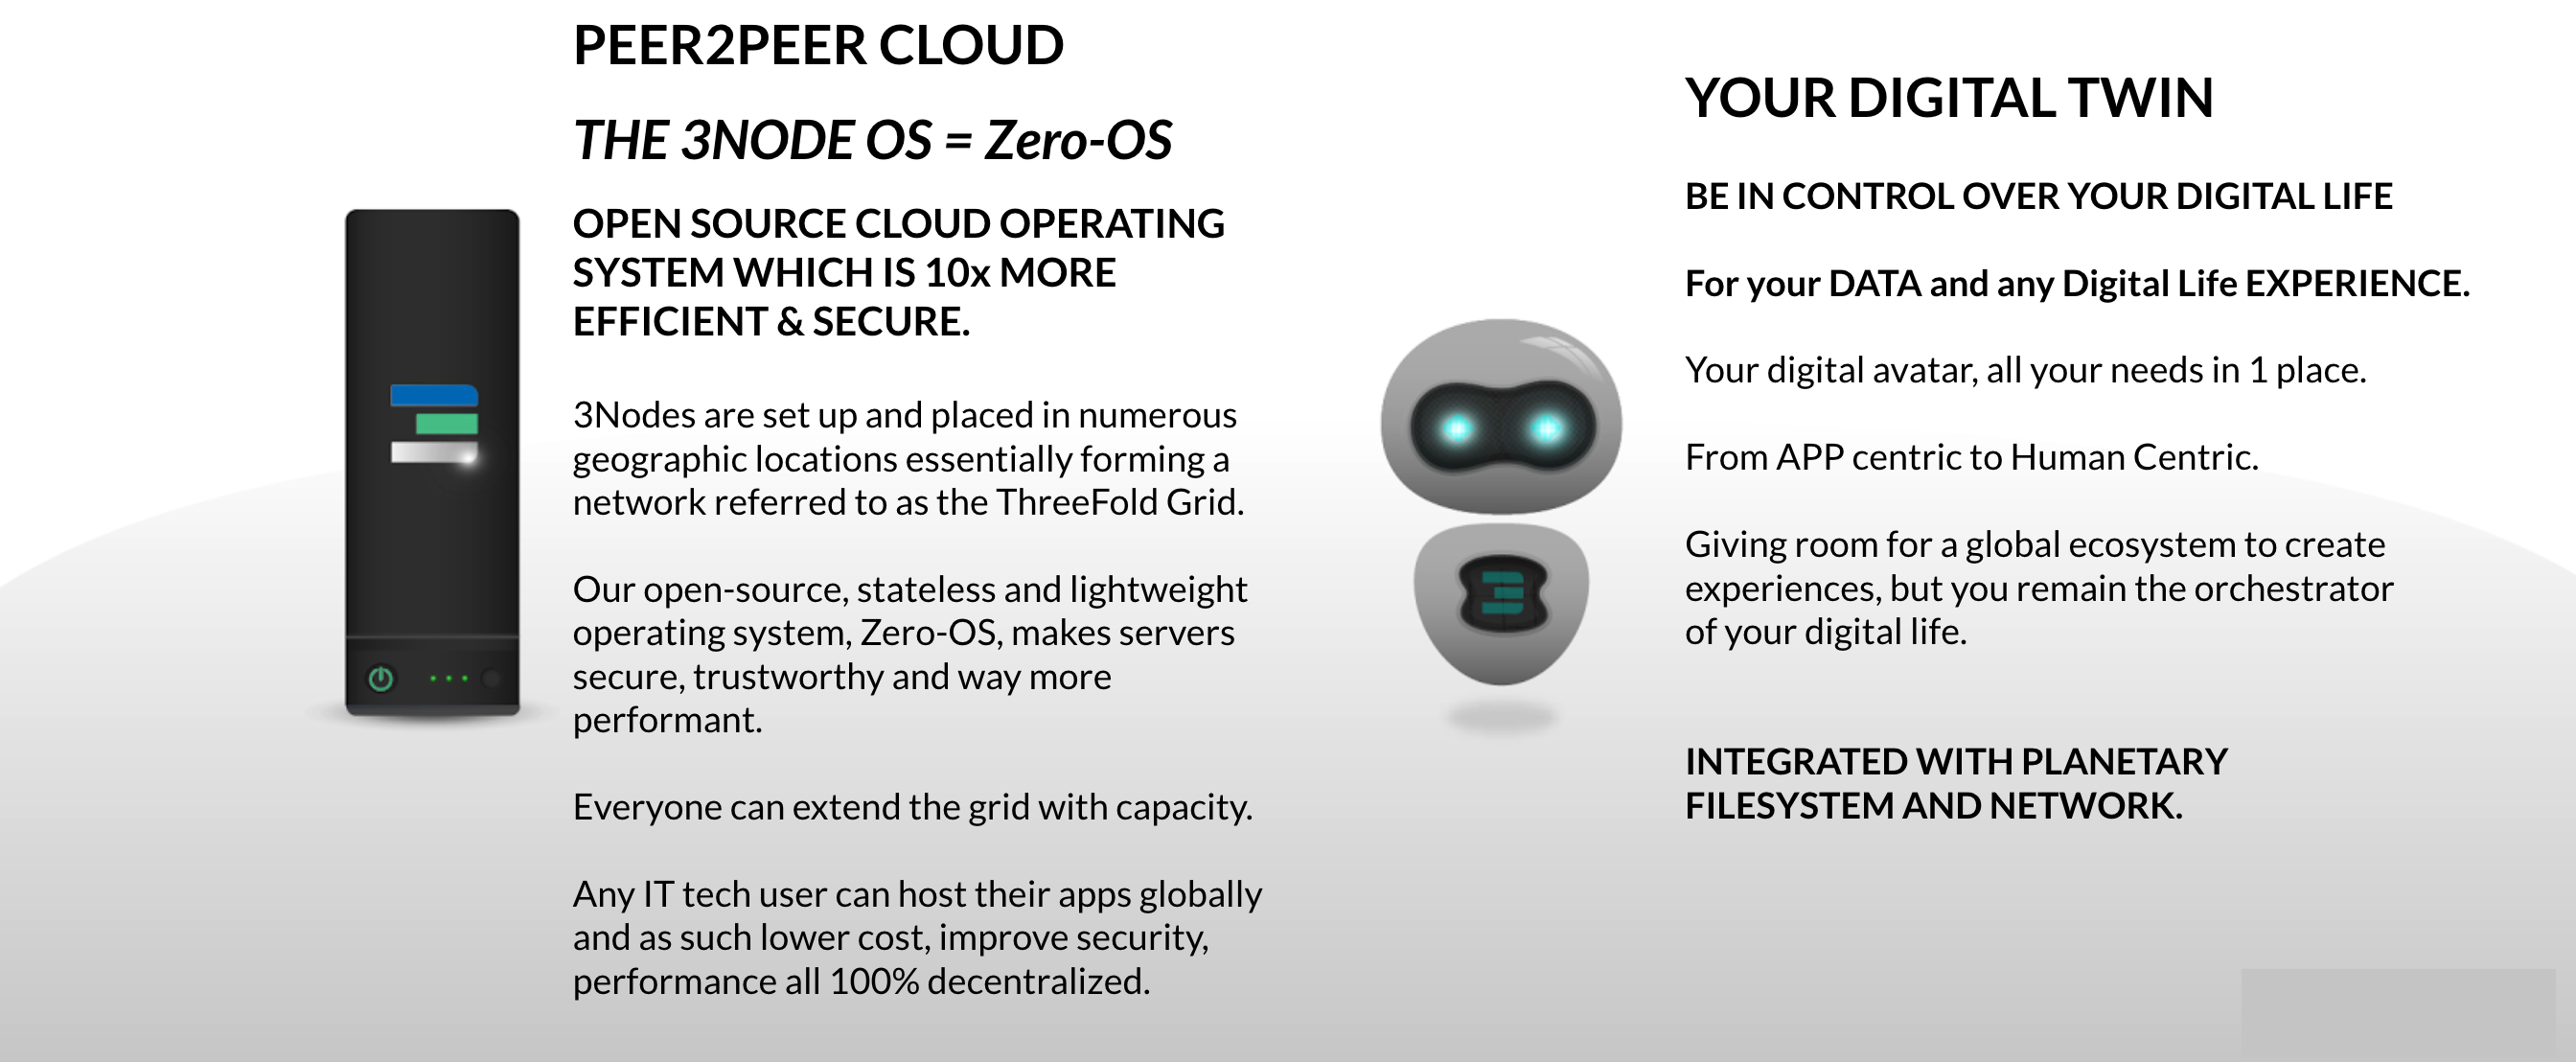 PEER2PEER CLOUD
THE 3NODE OS = Zero-OS
OPEN SOURCE CLOUD OPERATING
SYSTEM WHICH IS 10x MORE
EFFICIENT & SECURE.
3Nodes are set up and placed in numerous
geographic locations essentially forming a
network referred to as the ThreeFold Grid.
Our open-source, stateless and lightweight
operating system, Zero-OS, makes servers
secure, trustworthy and way more
performant.
Everyone can extend the grid with capacity.
Any IT tech user can host their apps globally
and as such lower cost, improve security,
performance all 100% decentralized.
YOUR DIGITAL TWIN
BE IN CONTROL OVER YOUR DIGITAL LIFE
For your DATA and any Digital Life EXPERIENCE.
Your digital avatar, all your needs in 1 place.
From APP centric to Human Centric.
Giving room for a global ecosystem to create
experiences, but you remain the orchestrator
of your digital life.
INTEGRATED WITH PLANETARY
FILESYSTEM AND NETWORK.